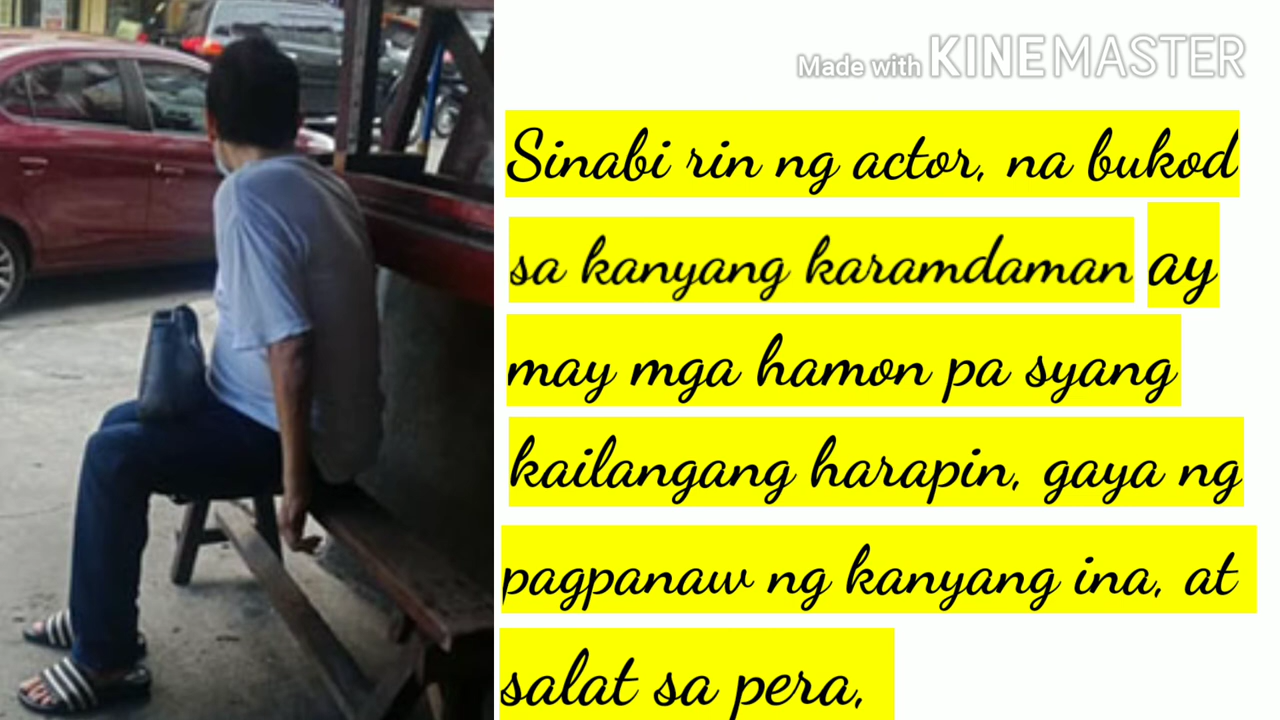 Made with KINEMASTER
Sinabi rin ng actor, na bukod
sa kanyang karamdaman ay
may mga hamon pa syang
kailangang harapin, gaya ng
pagpanaw ng kanyang ina, at
salat sa pera,